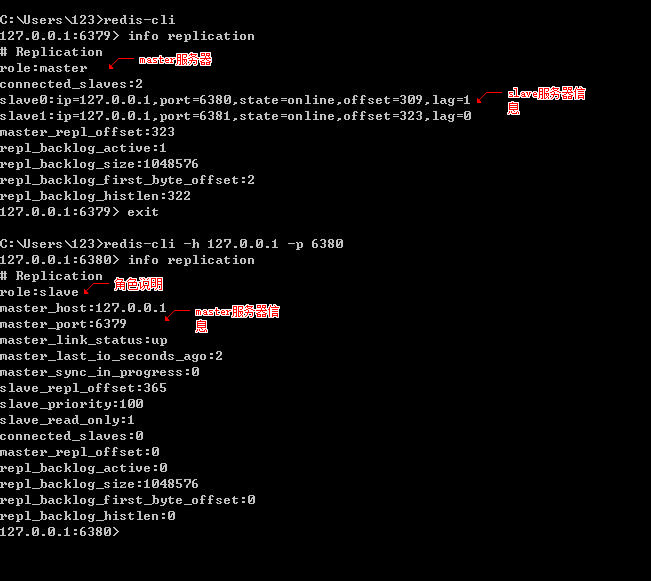 C:\Users\123>redis-cli
127.0.0.1:6379> info replication
# Replication
role:master
master服务器
connected_slaves:2
slave0:ip=127.0.0.1,port=6380,state=online,offset=309,lag=1
slave服务器信
息
slave1:ip=127.0.0.1,port=6381,state=online,offset=323,lag=0
master_repl_offset:323
repl_backlog_active:1
repl_backlog_size:1048576
repl_backlog_first_byte_offset:2
repl_backlog_histlen:322
127.0.0.1:6379> exit
C:\Users\123>redis-cli -h 127.0.0.1 -p 6380
127.0.0.1:6380> info replication
# Replication
role:slave
角色说明
master_host:127.0.0.1
master服务器信
息
master_port:6379
master_link_status:up
master_last_io_seconds_ago:2
master_sync_in_progress:0
slave_repl_offset:365
slave_priority:100
slave_read_only:1
connected_slaves:0
master_repl_offset:0
repl_backlog_active:0
repl_backlog_size:1048576
repl_backlog_first_byte_offset:0
repl_backlog_histlen:0
127.0.0.1:6380>